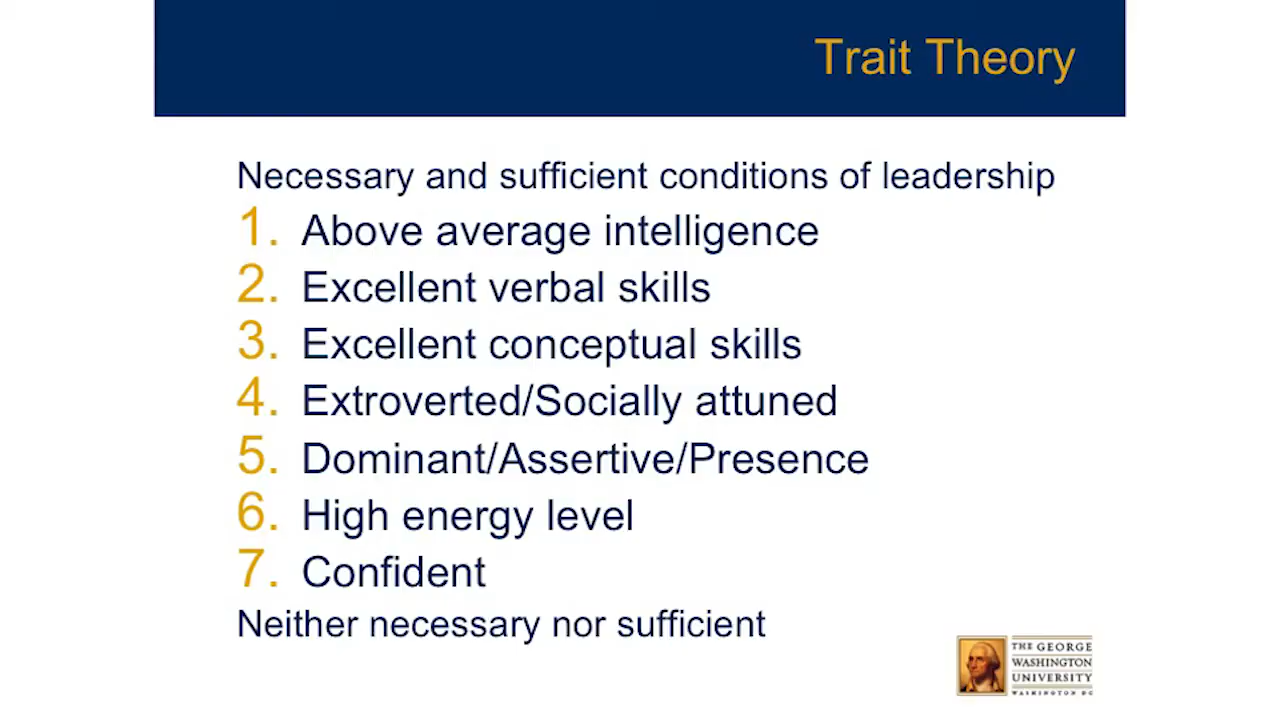 Trait Theory
Necessary and sufficient conditions of leadership
1. Above average intelligence
2. Excellent verbal skills
3. Excellent conceptual skills
4. Extroverted/Socially attuned
5. Dominant/Assertive/Presence
6. High energy level
7. Confident
Neither necessary nor sufficient
THE GEORGE
WASHINGTON
UNIVERSITY
WASHINGTON DC